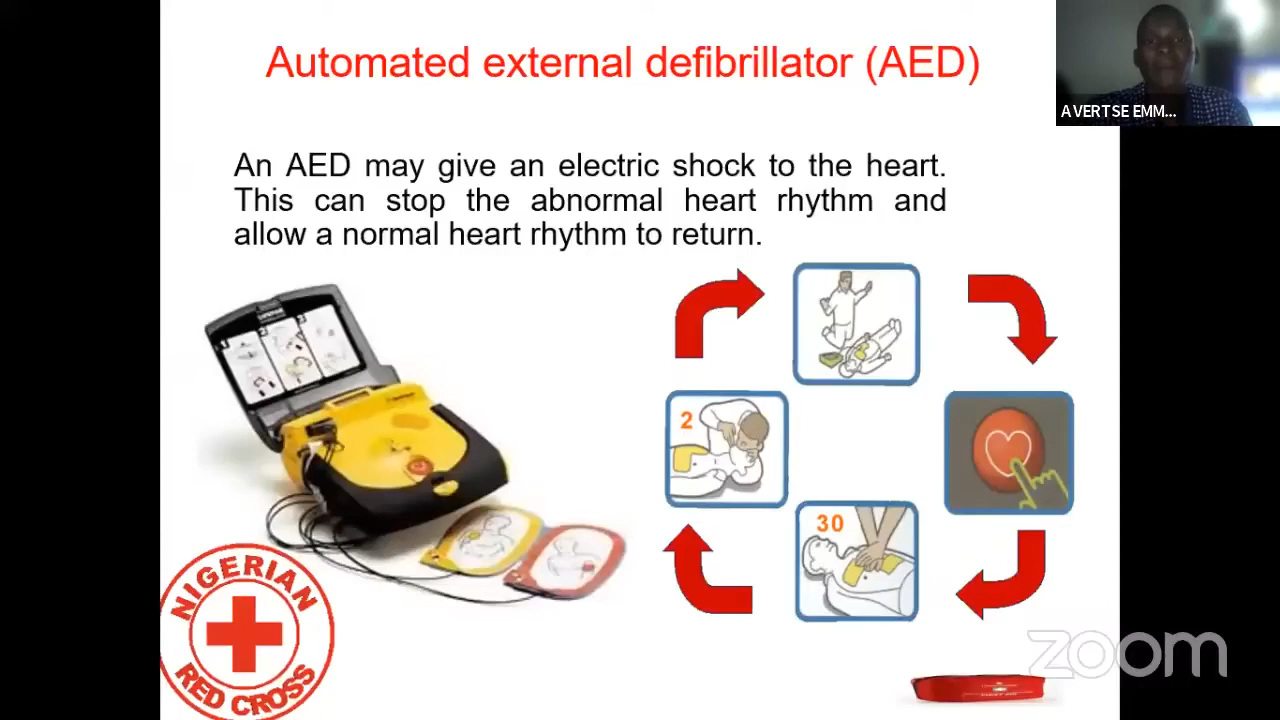 Automated external defibrillator (AED)
A VERTSE EMM...
An AED may give an electric shock to the heart.
This can stop the abnormal heart rhythm and
allow a normal heart rhythm to return.
2
30
NIGERIAN
RED CROSS
zoom